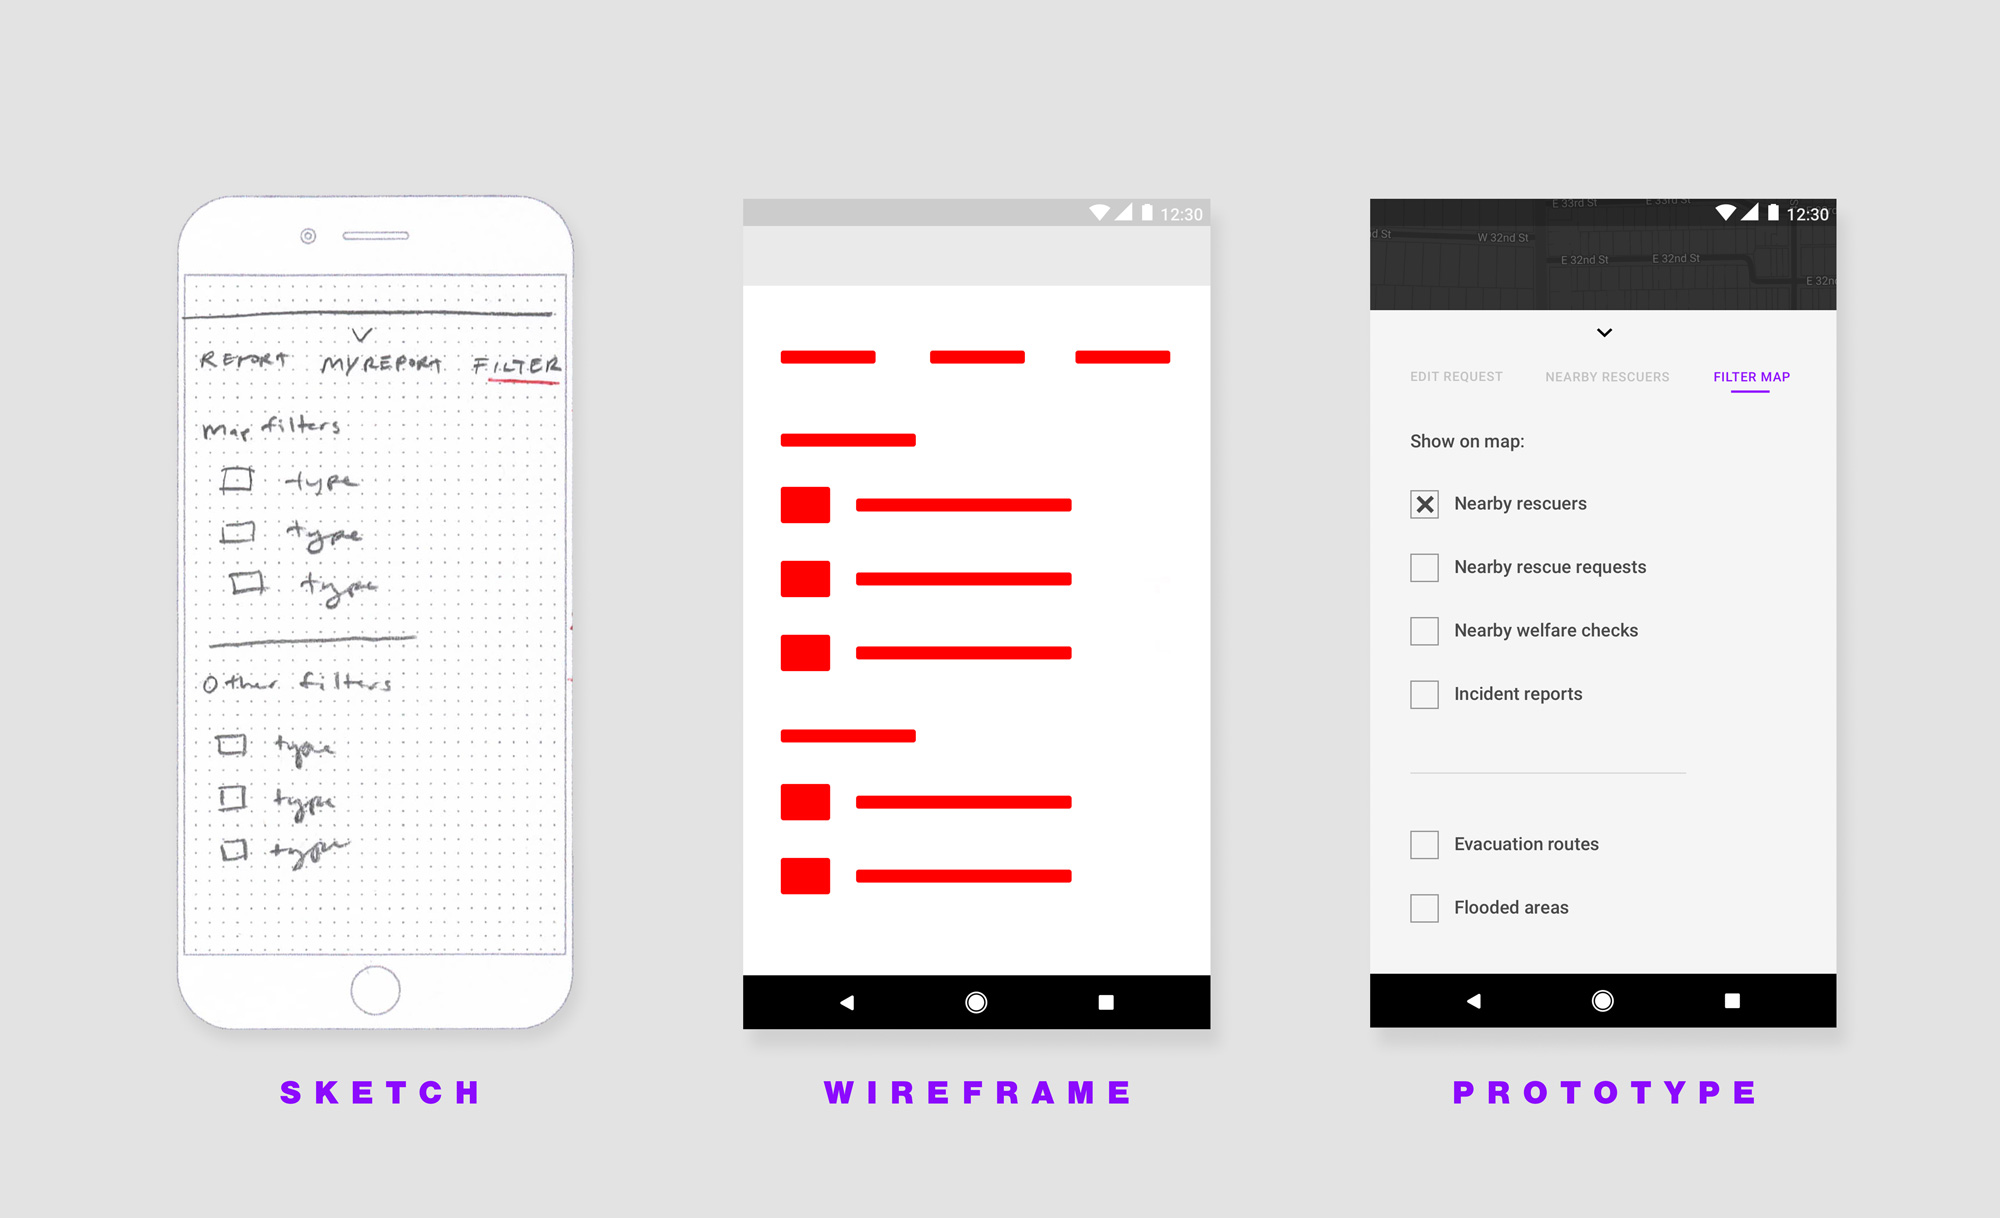 REPORT MY REPORT FILTER
Map filters
type
type
type
Other filters
type
type
type
SKETCH
12:30
WIREFRAME
E 33rd St E 33rd St
12:30
d St W 32nd St
E 32nd St E 32nd St
E 32n
EDIT REQUEST NEARBY RESCUERS FILTER MAP
Show on map:
Nearby rescuers
Nearby rescue requests
Nearby welfare checks
Incident reports
Evacuation routes
Flooded areas
PROTOTYPE